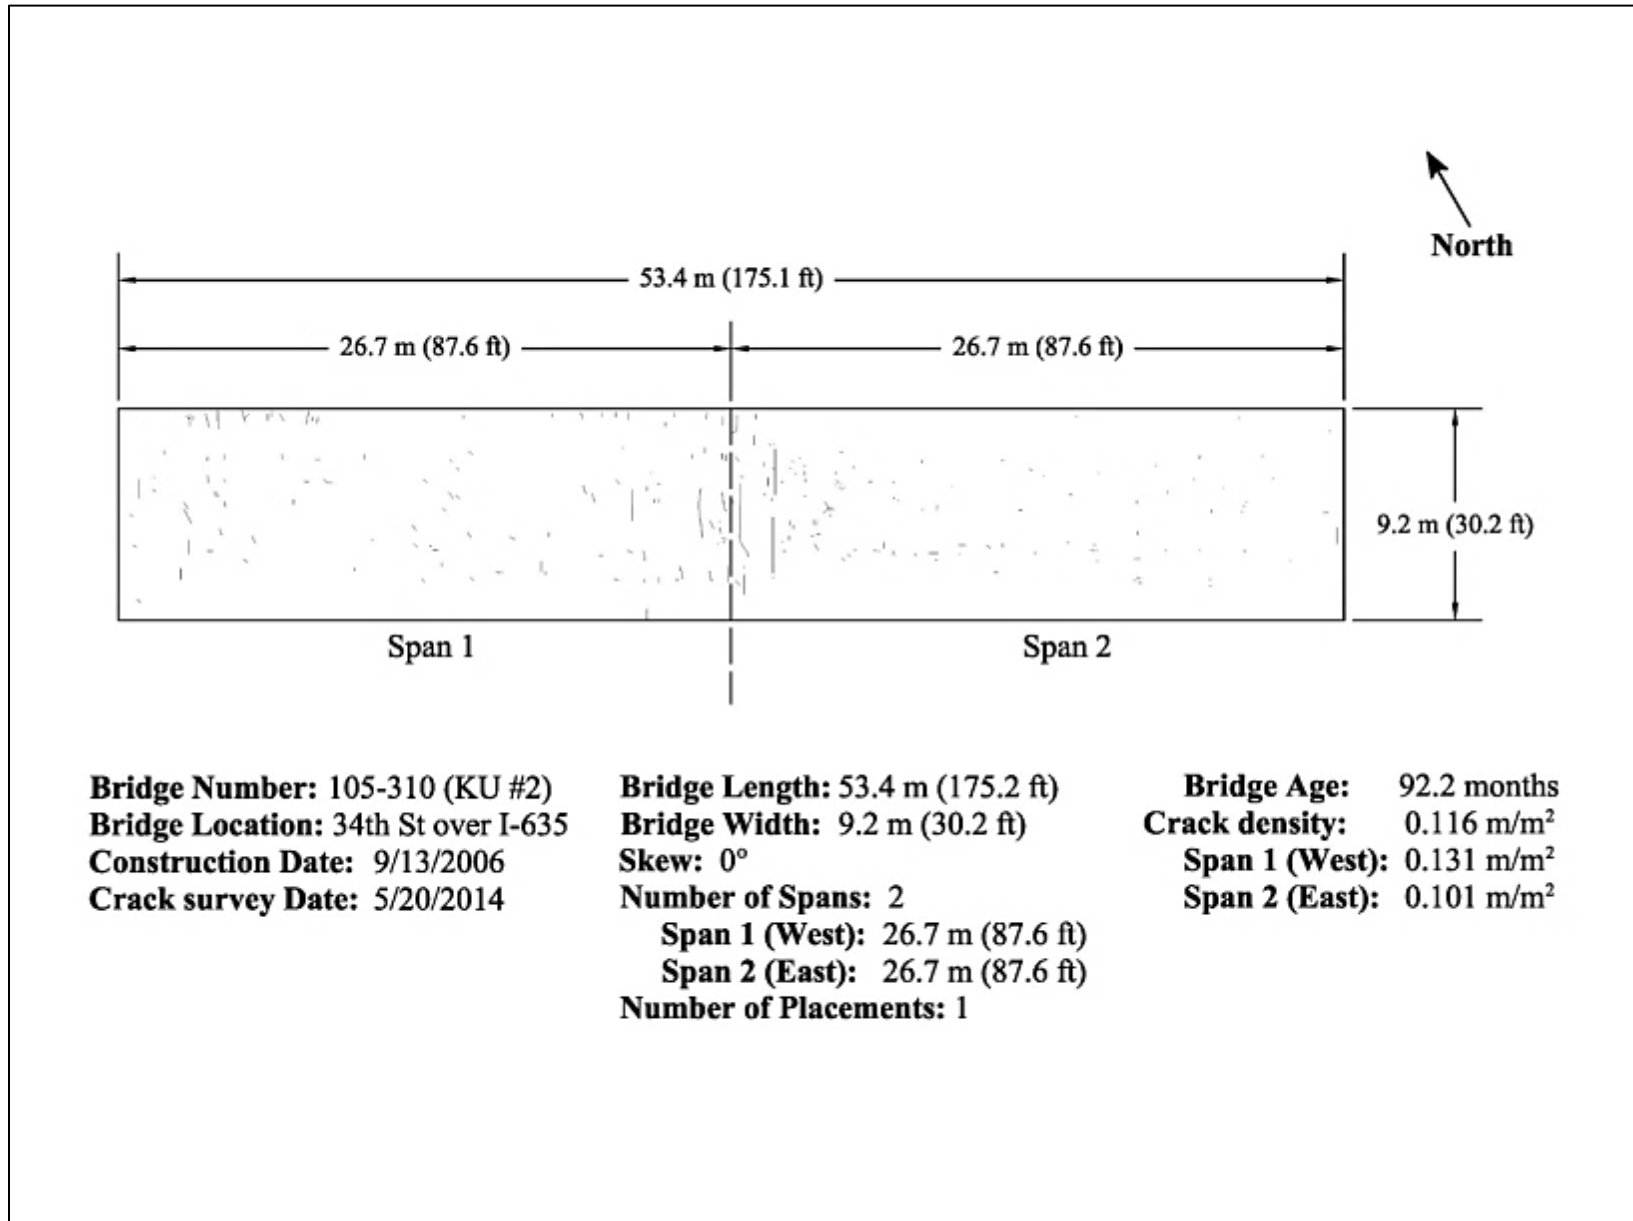 North
53.4 m (175.1 ft)
26.7 m (87.6 ft)
26.7 m (87.6 ft)
9.2 m (30.2 ft)
Span 1
Span 2
Bridge Number: 105-310 (KU #2)
Bridge Location: 34th St over I-635
Construction Date: 9/13/2006
Crack survey Date: 5/20/2014
Bridge Length: 53.4 m (175.2 ft)
Bridge Width: 9.2 m (30.2 ft)
Skew: 0°
Number of Spans: 2
Span 1 (West): 26.7 m (87.6 ft)
Span 2 (East): 26.7 m (87.6 ft)
Number of Placements: 1
Bridge Age: 92.2 months
Crack density: 0.116 m/m²
Span 1 (West): 0.131 m/m²
Span 2 (East): 0.101 m/m²